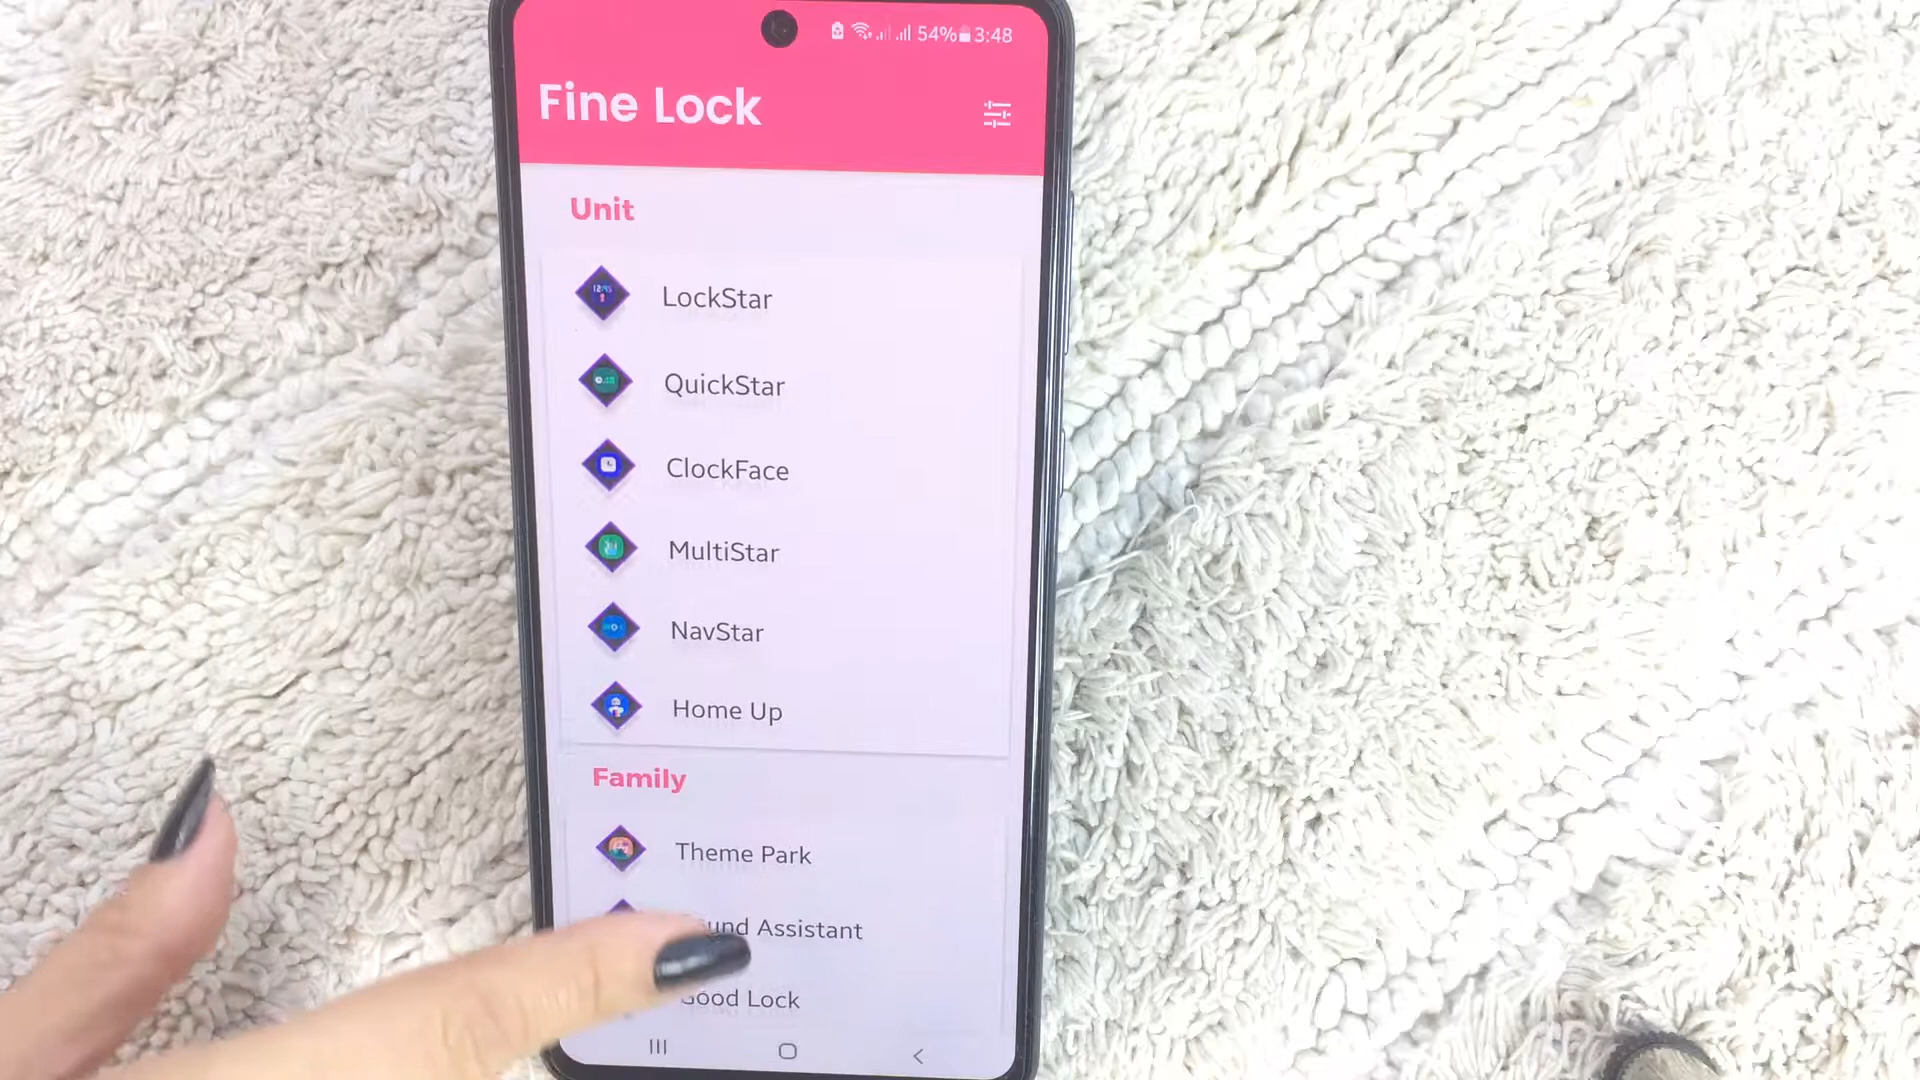 54% 3:48
Fine Lock
Unit
LockStar
QuickStar
ClockFace
MultiStar
NavStar
Home Up
Family
Theme Park
Assistant
Lock